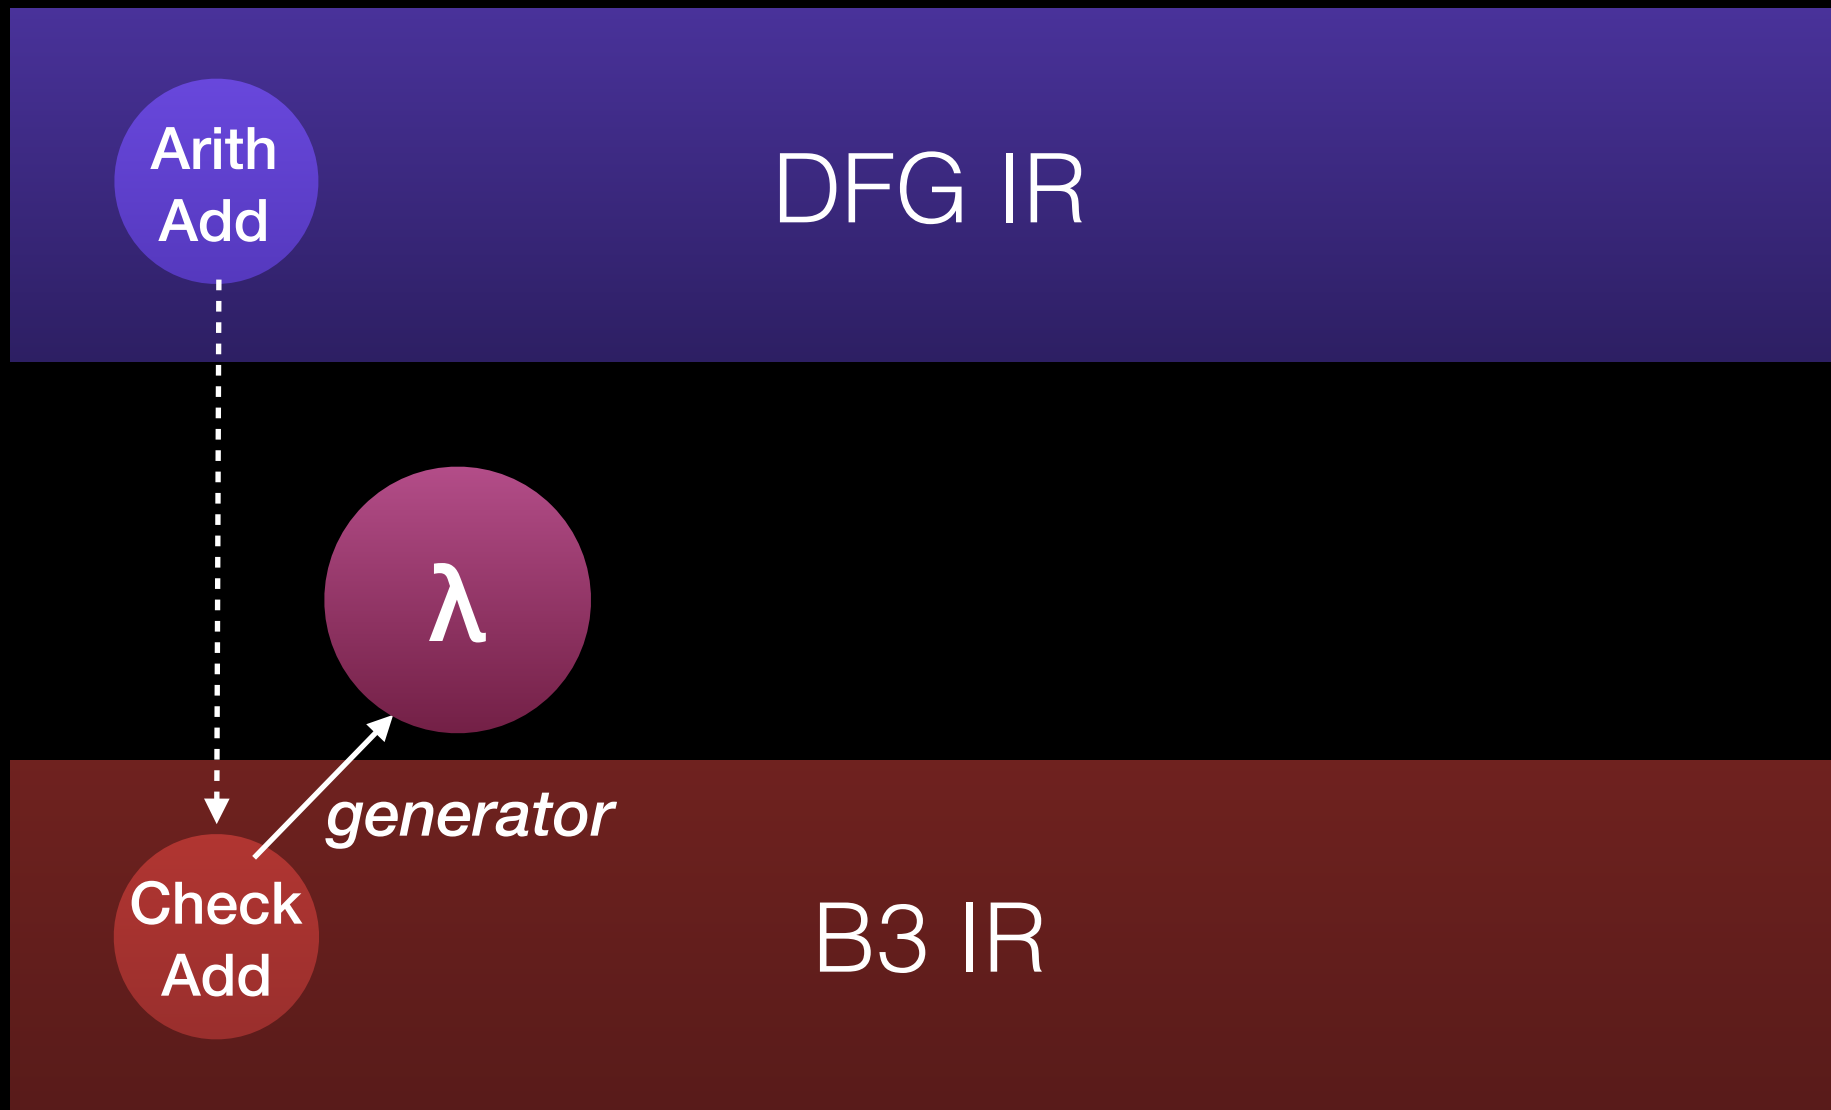 Arith
Add
DFG IR
λ
generator
Check
Add
B3 IR